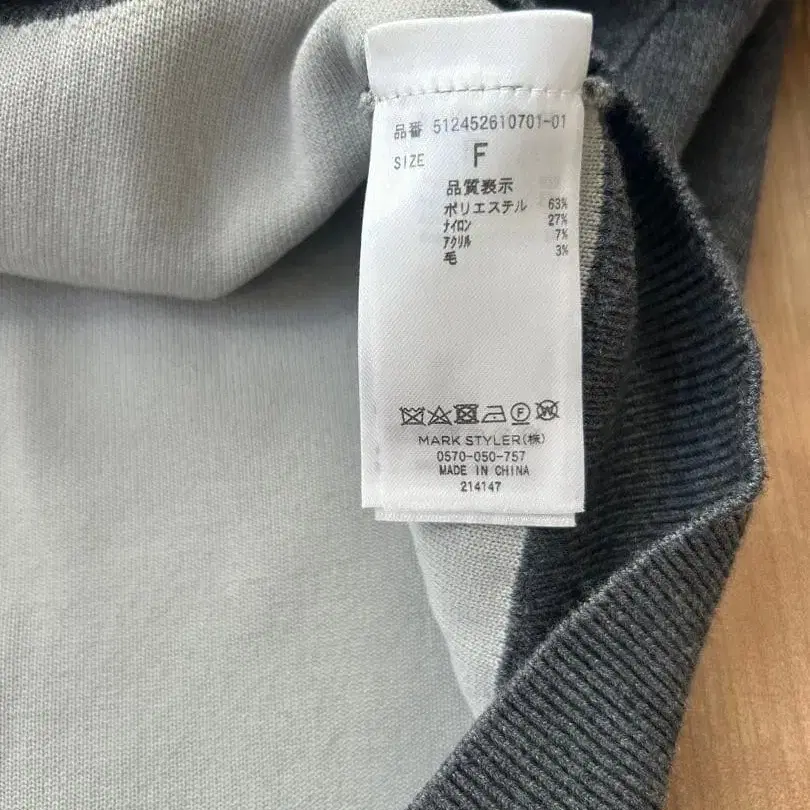 品番 512452610701-01
SIZE F
品質表示
ポリエステル 63%
ナイロン 27%
アクリル 7%
毛 3%
F W
MARK STYLER(株)
0570-050-757
MADE IN CHINA
214147